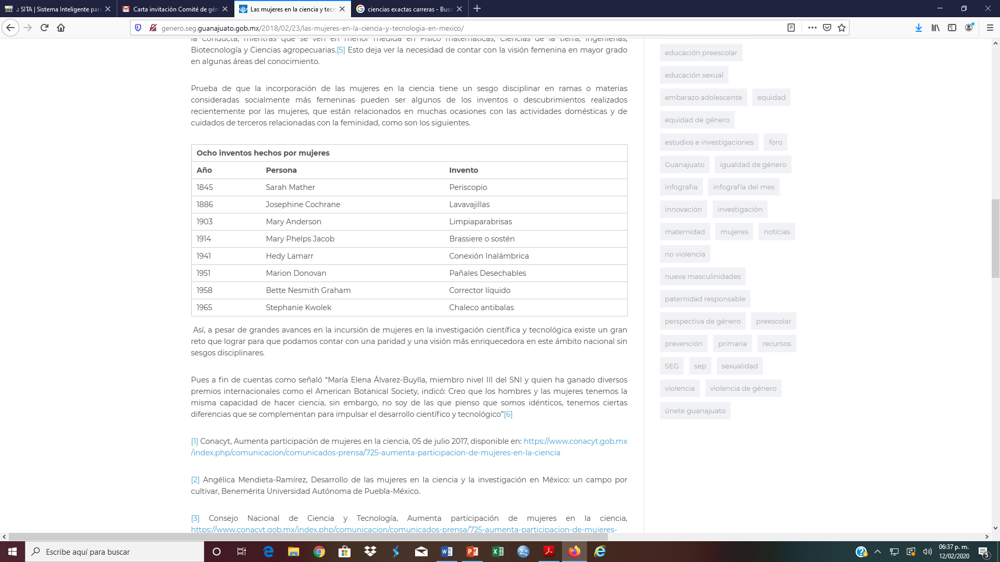 .: SITA | Sistema Inteligente para
Carta invitación Comité de gén
Las mujeres en la ciencia y tecn
ciencias exactas carreras - Busc
genero.seg.guanajuato.gob.mx/2018/02/23/las-mujeres-en-la-ciencia-y-tecnologia-en-mexico/
la Conducta, mientras que se ven en menor medida en Físico matemáticas, Ciencias de la tierra, Ingenierías,
Biotecnología y Ciencias agropecuarias.[5] Esto deja ver la necesidad de contar con la visión femenina en mayor grado
en algunas áreas del conocimiento.
Prueba de que la incorporación de las mujeres en la ciencia tiene un sesgo disciplinar en ramas o materias
consideradas socialmente más femeninas pueden ser algunos de los inventos o descubrimientos realizados
recientemente por las mujeres, que están relacionados en muchas ocasiones con las actividades domésticas y de
cuidados de terceros relacionadas con la feminidad, como son los siguientes.
Ocho inventos hechos por mujeres
Año Persona Invento
1845 Sarah Mather Periscopio
1886 Josephine Cochrane Lavavajillas
1903 Mary Anderson Limpiaparabrisas
1914 Mary Phelps Jacob Brassiere o sostén
1941 Hedy Lamarr Conexión Inalámbrica
1951 Marion Donovan Pañales Desechables
1958 Bette Nesmith Graham Corrector líquido
1965 Stephanie Kwolek Chaleco antibalas
Así, a pesar de grandes avances en la incursión de mujeres en la investigación científica y tecnológica existe un gran
reto que lograr para que podamos contar con una paridad y una visión más enriquecedora en este ámbito nacional sin
sesgos disciplinares.
Pues a fin de cuentas como señaló “María Elena Álvarez-Buylla, miembro nivel III del SNI y quien ha ganado diversos
premios internacionales como el American Botanical Society, indicó: Creo que los hombres y las mujeres tenemos la
misma capacidad de hacer ciencia, sin embargo, no soy de las que pienso que somos idénticos, tenemos ciertas
diferencias que se complementan para impulsar el desarrollo científico y tecnológico”[6]
[1] Conacyt, Aumenta participación de mujeres en la ciencia, 05 de julio 2017, disponible en: https://www.conacyt.gob.mx
/index.php/comunicacion/comunicados-prensa/725-aumenta-participacion-de-mujeres-en-la-ciencia
[2] Angélica Mendieta-Ramírez, Desarrollo de las mujeres en la ciencia y la investigación en México: un campo por
cultivar, Benemérita Universidad Autónoma de Puebla-México.
[3] Consejo Nacional de Ciencia y Tecnología, Aumenta participación de mujeres en la ciencia,
https://www.conacyt.gob.mx/index.php/comunicacion/comunicados-prensa/725-aumenta-participacion-de-mujeres-
educación preescolar
educación sexual
embarazo adolescente equidad
equidad de género
estudios e investigaciones foro
Guanajuato igualdad de género
infografia infografía del mes
innovación investigación
maternidad mujeres noticias
no violencia
nueva masculinidades
paternidad responsable
perspectiva de género preescolar
prevención primaria recursos
SEG sep sexualidad
violencia violencia de género
únete guanajuato
Escribe aquí para buscar
06:37 p. m.
12/02/2020
5